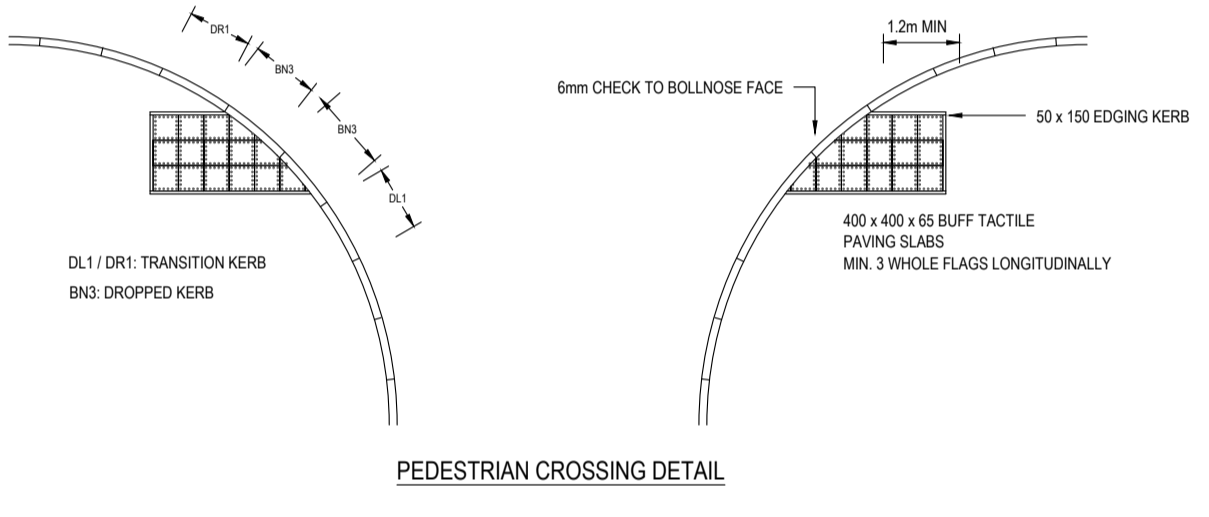 DR1
BN3
BN3
DL1
DL1 / DR1: TRANSITION KERB
BN3: DROPPED KERB
1.2m MIN
6mm CHECK TO BOLLNOSE FACE
50 x 150 EDGING KERB
400 x 400 x 65 BUFF TACTILE
PAVING SLABS
MIN. 3 WHOLE FLAGS LONGITUDINALLY
PEDESTRIAN CROSSING DETAIL